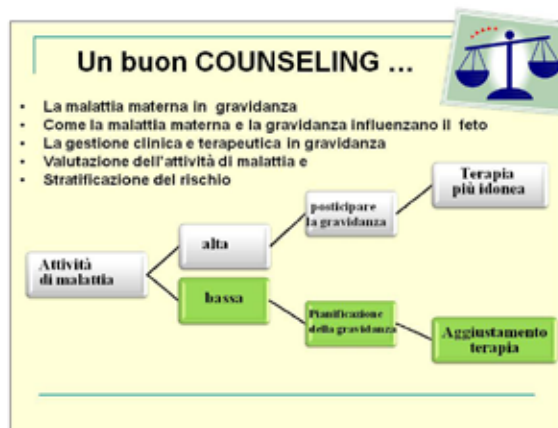 Un buon COUNSELING ...
• La malattia materna in gravidanza
• Come la malattia materna e la gravidanza influenzano il feto
• La gestione clinica e terapeutica in gravidanza
• Valutazione dell'attività di malattia e
• Stratificazione del rischio
Attività
di malattia
alta
posticipare
la gravidanza
Terapia
più idonea
bassa
Pianificazione
della gravidanza
Aggiustamento
terapia